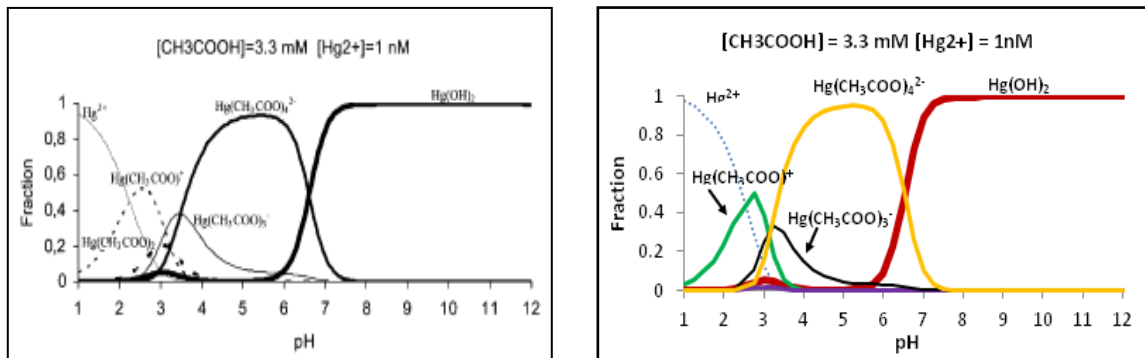 [CH3COOH]=3.3 mM [Hg2+]=1 nM
Hg²⁺
Hg(CH₃COO)₄²⁻
Hg(OH)₂
Hg(CH₃COO)⁺
Hg(CH₃COO)₃⁻
Hg(CH₃COO)₂
Fraction
1
0,8
0,6
0,4
0,2
0
1 2 3 4 5 6 7 8 9 10 11 12
pH
[CH3COOH] = 3.3 mM [Hg2+] = 1nM
Hg²⁺
Hg(CH₃COO)₄²⁻
Hg(OH)₂
Hg(CH₃COO)⁺
Hg(CH₃COO)₃⁻
Fraction
1
0.8
0.6
0.4
0.2
0
1 2 3 4 5 6 7 8 9 10 11 12
pH